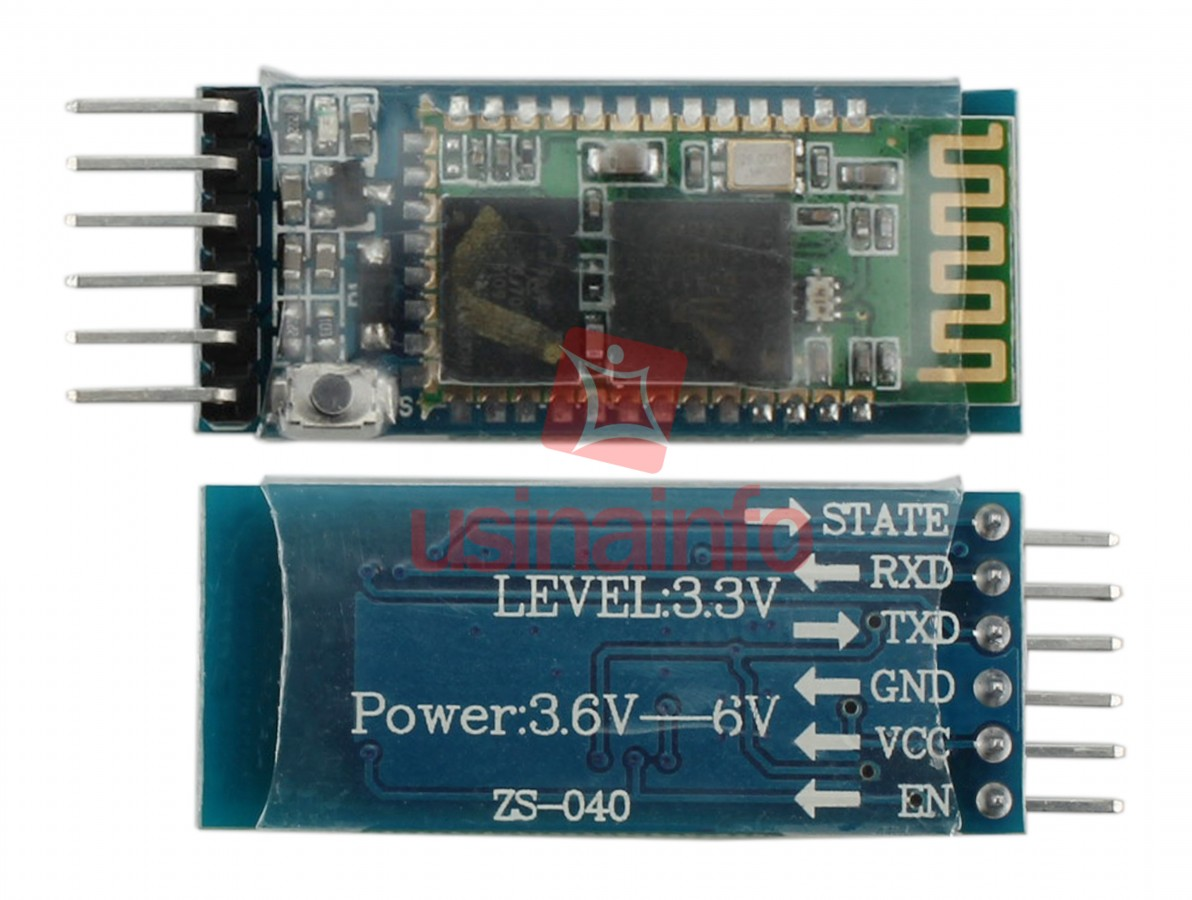 usinainfo
STATE
RXD
LEVEL:3.3V
TXD
GND
Power:3.6V—6V
VCC
ZS-040
EN